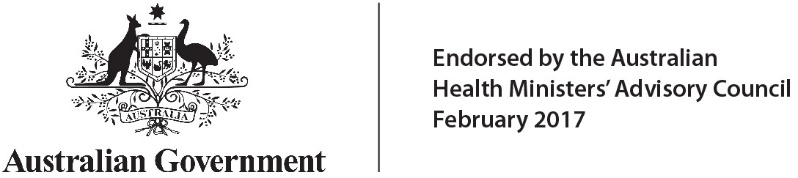 AUSTRALIA
Australian Government
Endorsed by the Australian
Health Ministers’ Advisory Council
February 2017